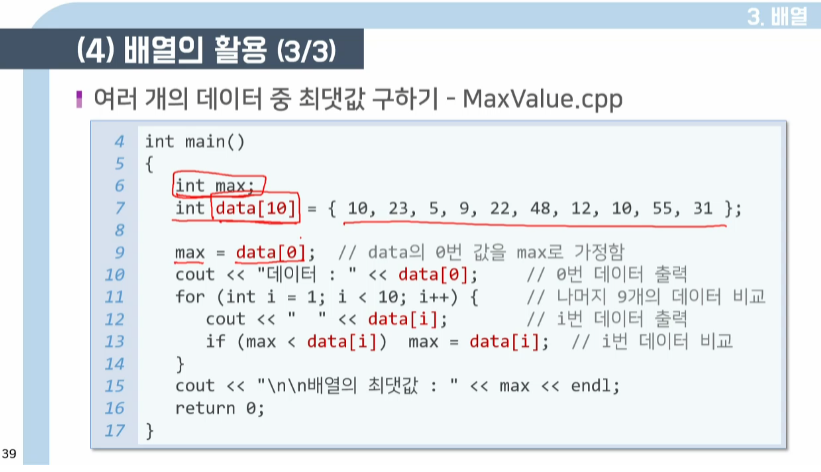 3. 배열
(4) 배열의 활용 (3/3)
여러 개의 데이터 중 최댓값 구하기 - MaxValue.cpp
4 int main()
5 {
6 int max;
7 int data[10] = { 10, 23, 5, 9, 22, 48, 12, 10, 55, 31 };
8
9 max = data[0]; // data의 0번 값을 max로 가정함
10 cout << "데이터 : " << data[0]; // 0번 데이터 출력
11 for (int i = 1; i < 10; i++) { // 나머지 9개의 데이터 비교
12 cout << "  " << data[i]; // i번 데이터 출력
13 if (max < data[i]) max = data[i]; // i번 데이터 비교
14 }
15 cout << "\n\n배열의 최댓값 : " << max << endl;
16 return 0;
17 }
39